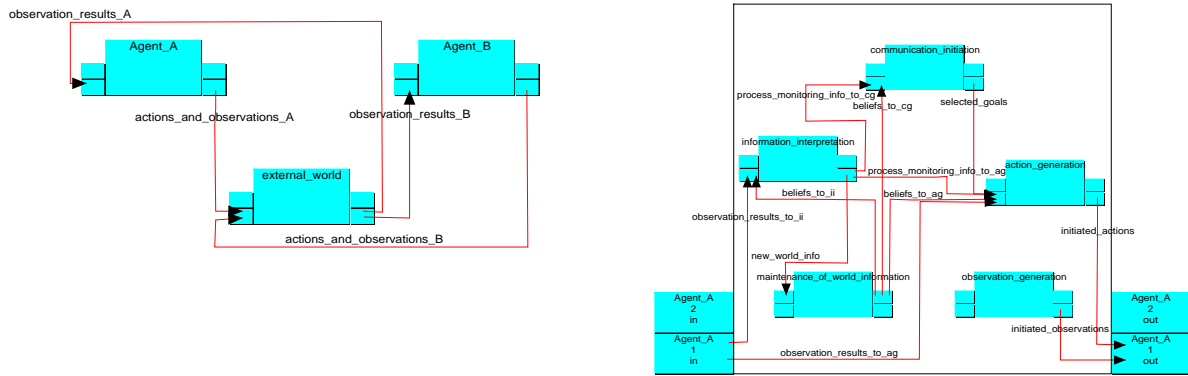 observation_results_A
Agent_A
Agent_B
actions_and_observations_A
observation_results_B
external_world
actions_and_observations_B
communication_initiation
process_monitoring_info_to_cg
beliefs_to_cg
selected_goals
information_interpretation
process_monitoring_info_to_ag
action_generation
beliefs_to_ii
beliefs_to_ag
observation_results_to_ii
initiated_actions
new_world_info
maintenance_of_world_information
observation_generation
Agent_A
2
in
Agent_A
2
out
initiated_observations
Agent_A
1
in
observation_results_to_ag
Agent_A
1
out